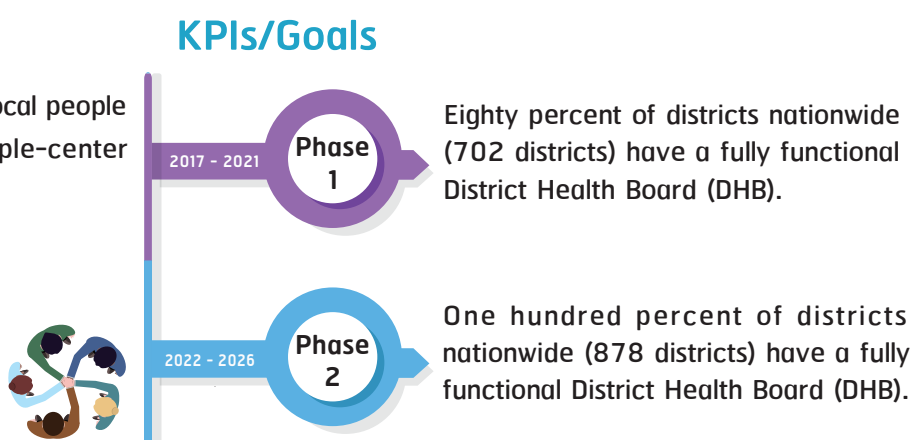 KPIs/Goals
ocal people
ple-center
2017 - 2021
Phase
1
Eighty percent of districts nationwide
(702 districts) have a fully functional
District Health Board (DHB).
2022 - 2026
Phase
2
One hundred percent of districts
nationwide (878 districts) have a fully
functional District Health Board (DHB).